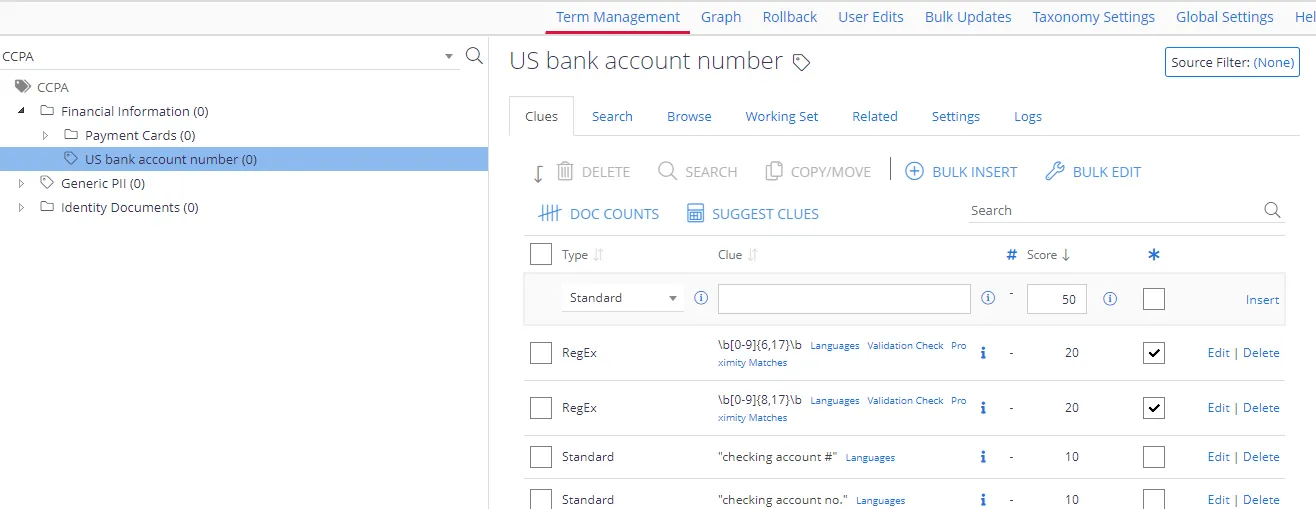 Term Management Graph Rollback User Edits Bulk Updates Taxonomy Settings Global Settings Hel
CCPA
CCPA
Financial Information (0)
Payment Cards (0)
US bank account number (0)
Generic PII (0)
Identity Documents (0)
US bank account number
Source Filter: (None)
Clues Search Browse Working Set Related Settings Logs
DELETE SEARCH COPY/MOVE BULK INSERT BULK EDIT
DOC COUNTS SUGGEST CLUES Search
Type Clue # Score *
Standard - 50 Insert
RegEx \b[0-9]{6,17}\b Languages Validation Check Pro - 20 Edit | Delete
ximity Matches
RegEx \b[0-9]{8,17}\b Languages Validation Check Pro - 20 Edit | Delete
ximity Matches
Standard "checking account #" Languages - 10 Edit | Delete
Standard "checking account no." Languages - 10 Edit | Delete